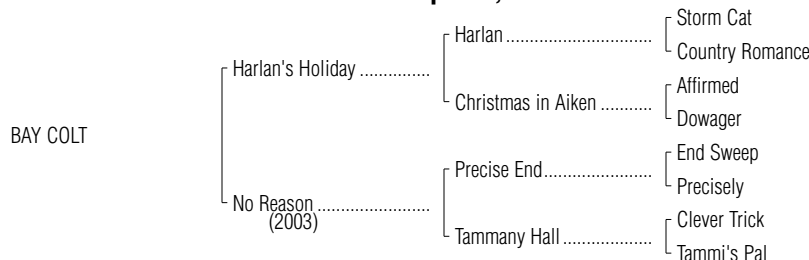 Storm Cat
Harlan ................................
Country Romance
Harlan's Holiday ...............
Affirmed
Christmas in Aiken ...........
Dowager
BAY COLT
End Sweep
Precise End.......................
Precisely
No Reason ........................
(2003)
Clever Trick
Tammany Hall ...................
Tammi's Pal